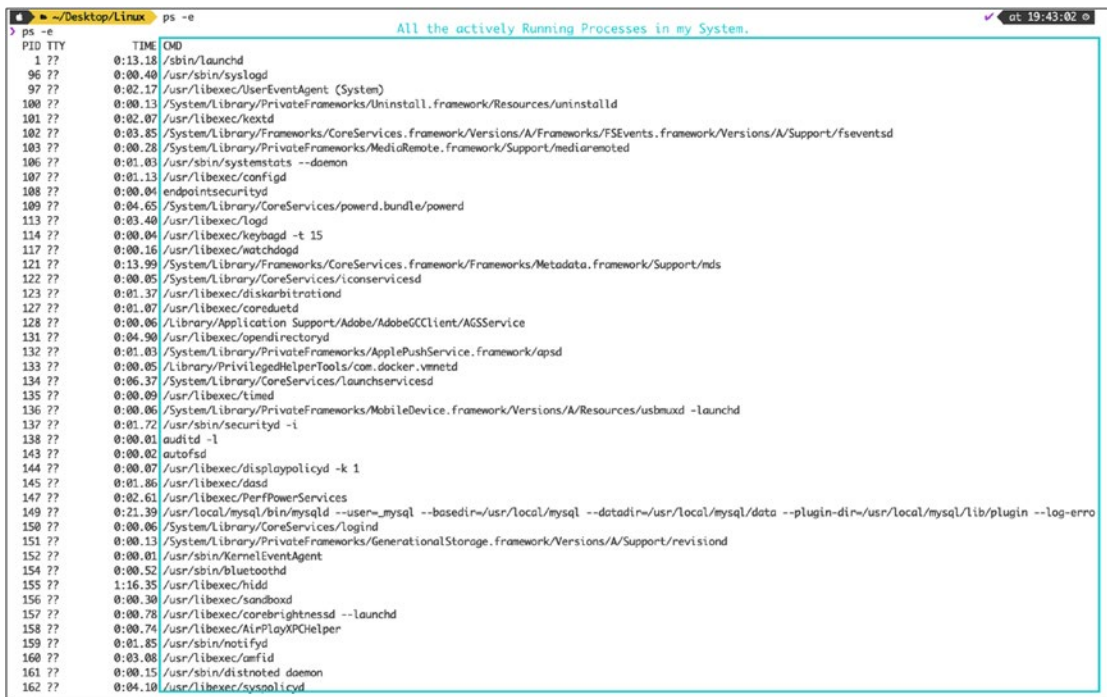 ~/Desktop/Linux ps -e at 19:43:02
All the actively Running Processes in my System.
❯ ps -e
PID TTY TIME CMD
1 ?? 0:13.18 /sbin/launchd
96 ?? 0:00.40 /usr/sbin/syslogd
97 ?? 0:02.17 /usr/libexec/UserEventAgent (System)
100 ?? 0:00.13 /System/Library/PrivateFrameworks/Uninstall.framework/Resources/uninstalld
101 ?? 0:02.07 /usr/libexec/kextd
102 ?? 0:03.85 /System/Library/Frameworks/CoreServices.framework/Versions/A/Frameworks/FSEvents.framework/Versions/A/Support/fseventsd
103 ?? 0:00.28 /System/Library/PrivateFrameworks/MediaRemote.framework/Support/mediaremoted
106 ?? 0:01.03 /usr/sbin/systemstats --daemon
107 ?? 0:01.13 /usr/libexec/configd
108 ?? 0:00.04 endpointsecurityd
109 ?? 0:04.65 /System/Library/CoreServices/powerd.bundle/powerd
113 ?? 0:03.40 /usr/libexec/logd
114 ?? 0:00.04 /usr/libexec/keybagd -t 15
117 ?? 0:00.16 /usr/libexec/watchdogd
121 ?? 0:13.99 /System/Library/Frameworks/CoreServices.framework/Frameworks/Metadata.framework/Support/mds
122 ?? 0:00.05 /System/Library/CoreServices/iconservicesd
123 ?? 0:01.37 /usr/libexec/diskarbitrationd
127 ?? 0:01.07 /usr/libexec/coreduetd
128 ?? 0:00.06 /Library/Application Support/Adobe/AdobeGCClient/AGSService
131 ?? 0:04.90 /usr/libexec/opendirectoryd
132 ?? 0:01.03 /System/Library/PrivateFrameworks/ApplePushService.framework/apsd
133 ?? 0:00.05 /Library/PrivilegedHelperTools/com.docker.vmnetd
134 ?? 0:06.37 /System/Library/CoreServices/launchservicesd
135 ?? 0:00.09 /usr/libexec/timed
136 ?? 0:00.06 /System/Library/PrivateFrameworks/MobileDevice.framework/Versions/A/Resources/usbmuxd -launchd
137 ?? 0:01.72 /usr/sbin/securityd -i
138 ?? 0:00.01 auditd -l
143 ?? 0:00.02 autofsd
144 ?? 0:00.07 /usr/libexec/displaypolicyd -k 1
145 ?? 0:01.86 /usr/libexec/dasd
147 ?? 0:02.61 /usr/libexec/PerfPowerServices
149 ?? 0:21.39 /usr/local/mysql/bin/mysqld --user=_mysql --basedir=/usr/local/mysql --datadir=/usr/local/mysql/data --plugin-dir=/usr/local/mysql/lib/plugin --log-erro
150 ?? 0:00.06 /System/Library/CoreServices/logind
151 ?? 0:00.13 /System/Library/PrivateFrameworks/GenerationalStorage.framework/Versions/A/Support/revisiond
152 ?? 0:00.01 /usr/sbin/KernelEventAgent
154 ?? 0:00.52 /usr/sbin/bluetoothd
155 ?? 1:16.35 /usr/libexec/hidd
156 ?? 0:00.30 /usr/libexec/sandboxd
157 ?? 0:00.78 /usr/libexec/corebrightnessd --launchd
158 ?? 0:00.74 /usr/libexec/AirPlayXPCHelper
159 ?? 0:01.85 /usr/sbin/notifyd
160 ?? 0:03.08 /usr/libexec/amfid
161 ?? 0:00.15 /usr/sbin/distnoted daemon
162 ?? 0:04.10 /usr/libexec/syspolicyd